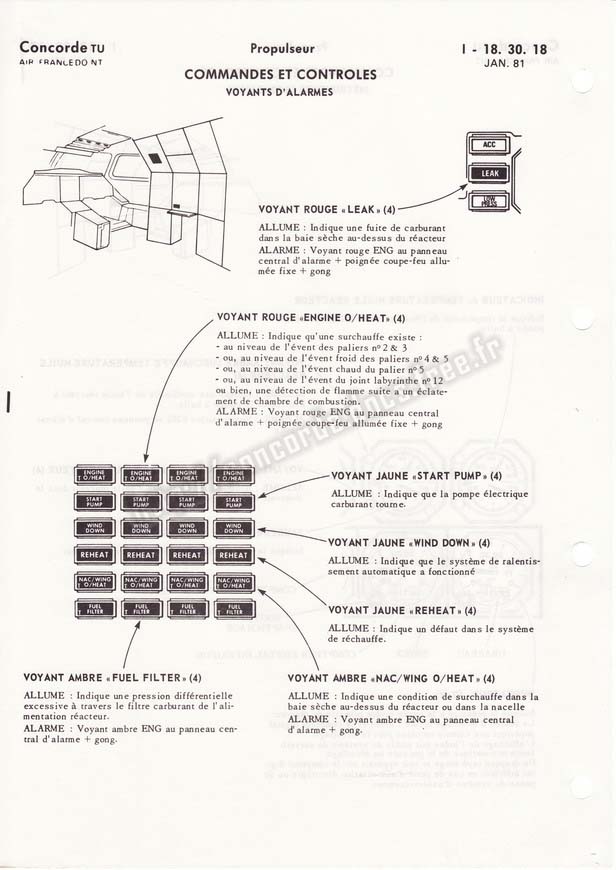 Concorde TU Propulseur I - 18. 30. 18
AIR FRANCE DO NT JAN. 81
COMMANDES ET CONTROLES
VOYANTS D'ALARMES
ACC
LEAK
LOW PRESS
VOYANT ROUGE «LEAK» (4)
ALLUME : Indique une fuite de carburant
dans la baie sèche au-dessus du réacteur
ALARME : Voyant rouge ENG au panneau
central d'alarme + poignée coupe-feu allu-
mée fixe + gong
VOYANT ROUGE «ENGINE O/HEAT» (4)
ALLUME : Indique qu'une surchauffe existe :
- au niveau de l'évent des paliers nº 2 & 3
- ou, au niveau de l'évent froid des paliers nº 4 & 5
- ou, au niveau de l'évent chaud du palier nº 5
- ou, au niveau de l'évent du joint labyrinthe nº 12
ou bien, une détection de flamme suite a un éclate-
ment de chambre de combustion.
ALARME : Voyant rouge ENG au panneau central
d'alarme + poignée coupe-feu allumée fixe + gong
ENGINE T O/HEAT ENGINE T O/HEAT ENGINE T O/HEAT ENGINE T O/HEAT
START PUMP START PUMP START PUMP START PUMP
WIND DOWN WIND DOWN WIND DOWN WIND DOWN
REHEAT REHEAT REHEAT REHEAT
NAC/WING T O/HEAT NAC/WING T O/HEAT NAC/WING T O/HEAT NAC/WING T O/HEAT
FUEL T FILTER FUEL T FILTER FUEL T FILTER FUEL T FILTER
VOYANT JAUNE «START PUMP» (4)
ALLUME : Indique que la pompe électrique
carburant tourne.
VOYANT JAUNE «WIND DOWN» (4)
ALLUME : Indique que le système de ralentis-
sement automatique a fonctionné
VOYANT JAUNE «REHEAT» (4)
ALLUME : Indique un défaut dans le système
de réchauffe.
VOYANT AMBRE «FUEL FILTER» (4)
ALLUME : Indique une pression différentielle
excessive à travers le filtre carburant de l'ali-
mentation réacteur.
ALARME : Voyant ambre ENG au panneau cen-
tral d'alarme + gong.
VOYANT AMBRE «NAC/WING O/HEAT» (4)
ALLUME : Indique une condition de surchauffe dans la
baie sèche au-dessus du réacteur ou dans la nacelle
ALARME : Voyant ambre ENG au panneau central
d'alarme + gong.